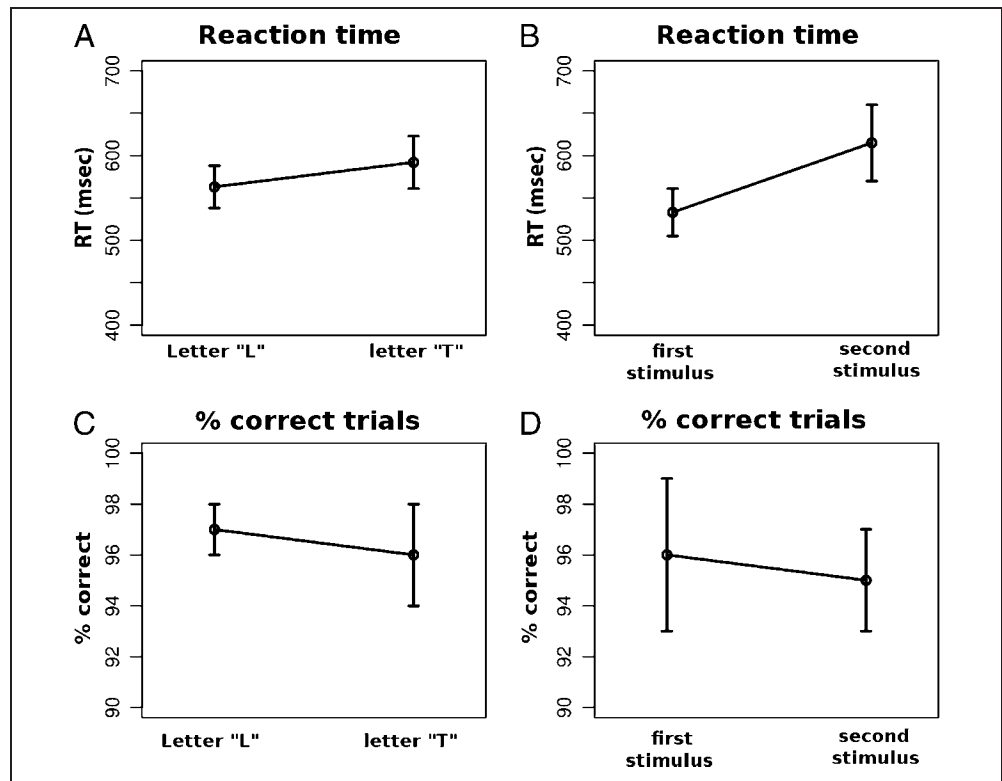 A
Reaction time
RT (msec)
700
600
500
400
Letter "L"
letter "T"
B
Reaction time
RT (msec)
700
600
500
400
first
stimulus
second
stimulus
C
% correct trials
% correct
100
98
96
94
92
90
Letter "L"
letter "T"
D
% correct trials
% correct
100
98
96
94
92
90
first
stimulus
second
stimulus